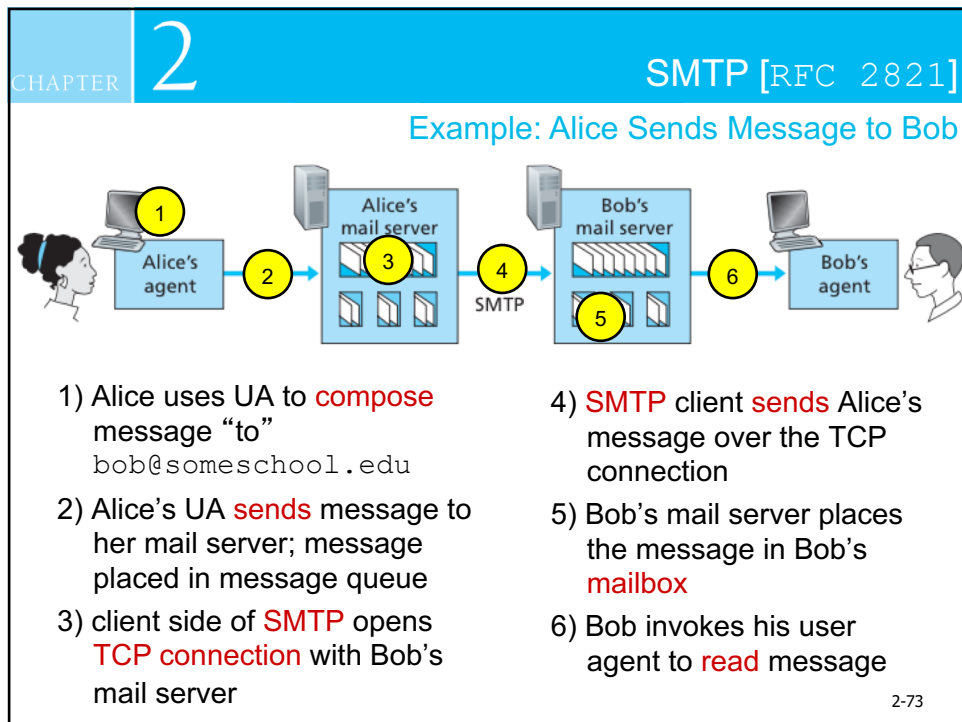 CHAPTER 2
SMTP [RFC 2821]
Example: Alice Sends Message to Bob
1
Alice's
agent
2
Alice's
mail server
3
4
SMTP
Bob's
mail server
5
6
Bob's
agent
1) Alice uses UA to compose
message “to”
bob@someschool.edu
2) Alice’s UA sends message to
her mail server; message
placed in message queue
3) client side of SMTP opens
TCP connection with Bob’s
mail server
4) SMTP client sends Alice’s
message over the TCP
connection
5) Bob’s mail server places
the message in Bob’s
mailbox
6) Bob invokes his user
agent to read message
2-73